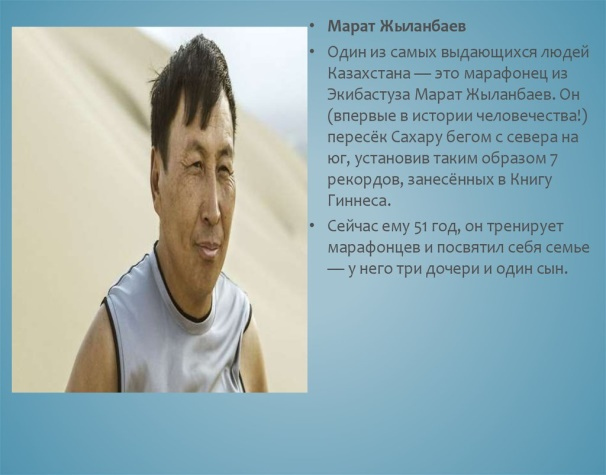 Марат Жыланбаев
Один из самых выдающихся людей
Казахстана — это марафонец из
Экибастуза Марат Жыланбаев. Он
(впервые в истории человечества!)
пересёк Сахару бегом с севера на
юг, установив таким образом 7
рекордов, занесённых в Книгу
Гиннеса.
Сейчас ему 51 год, он тренирует
марафонцев и посвятил себя семье
— у него три дочери и один сын.